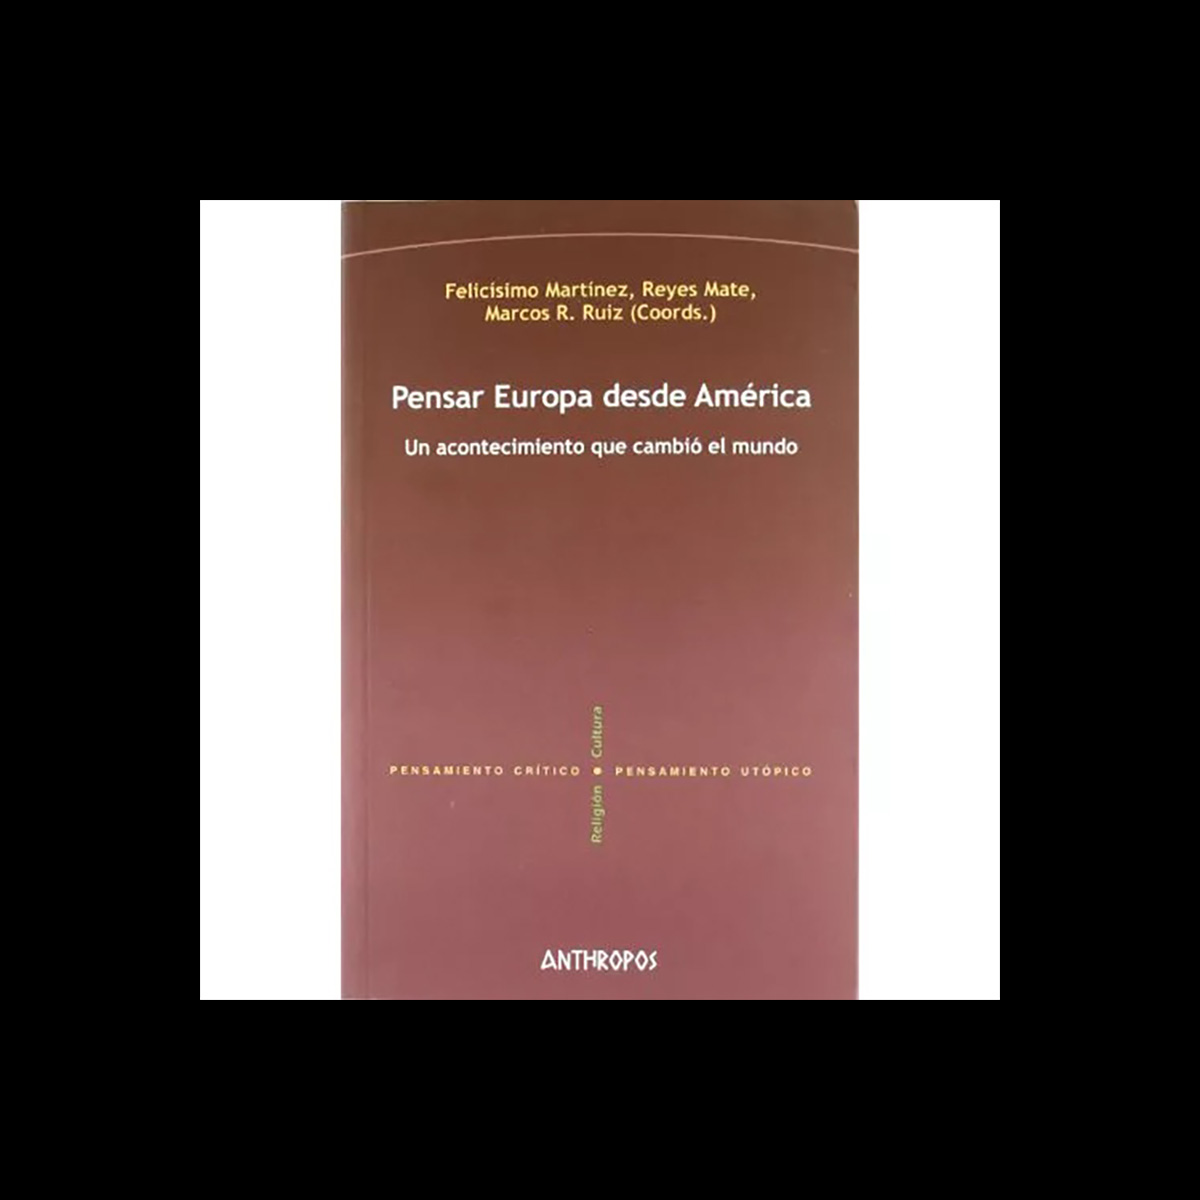 Felicísimo Martínez, Reyes Mate,
Marcos R. Ruiz (Coords.)
Pensar Europa desde América
Un acontecimiento que cambió el mundo
Cultura
PENSAMIENTO CRÍTICO • PENSAMIENTO UTÓPICO
Religión
ANTHROPOS